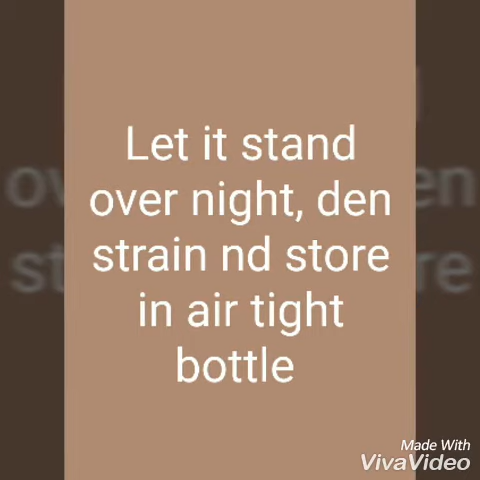 Let it stand
over night, den
strain nd store
in air tight
bottle
Made With
VivaVideo